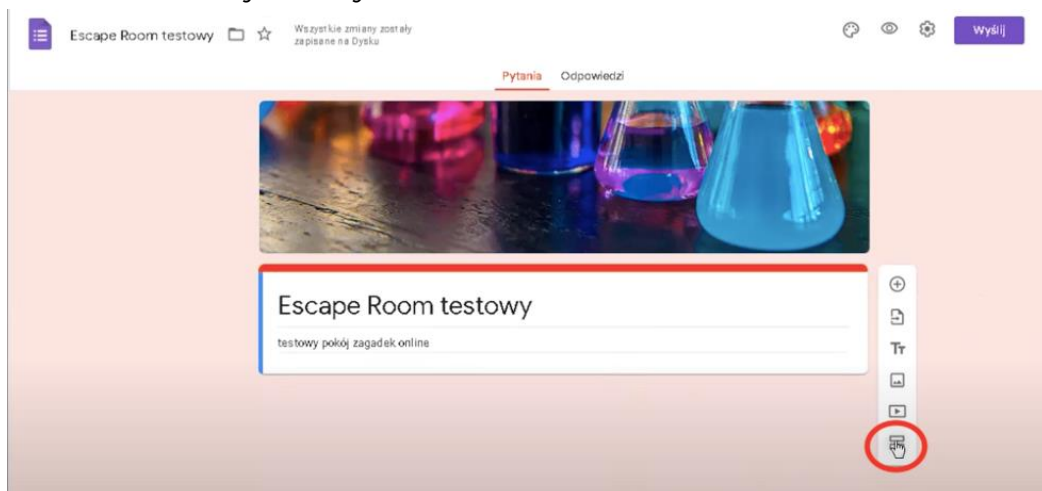 Escape Room testowy
Wszystkie zmiany zostały
zapisane na Dysku
Wyślij
Pytania Odpowiedzi
Escape Room testowy
testowy pokój zagadek online
Tт